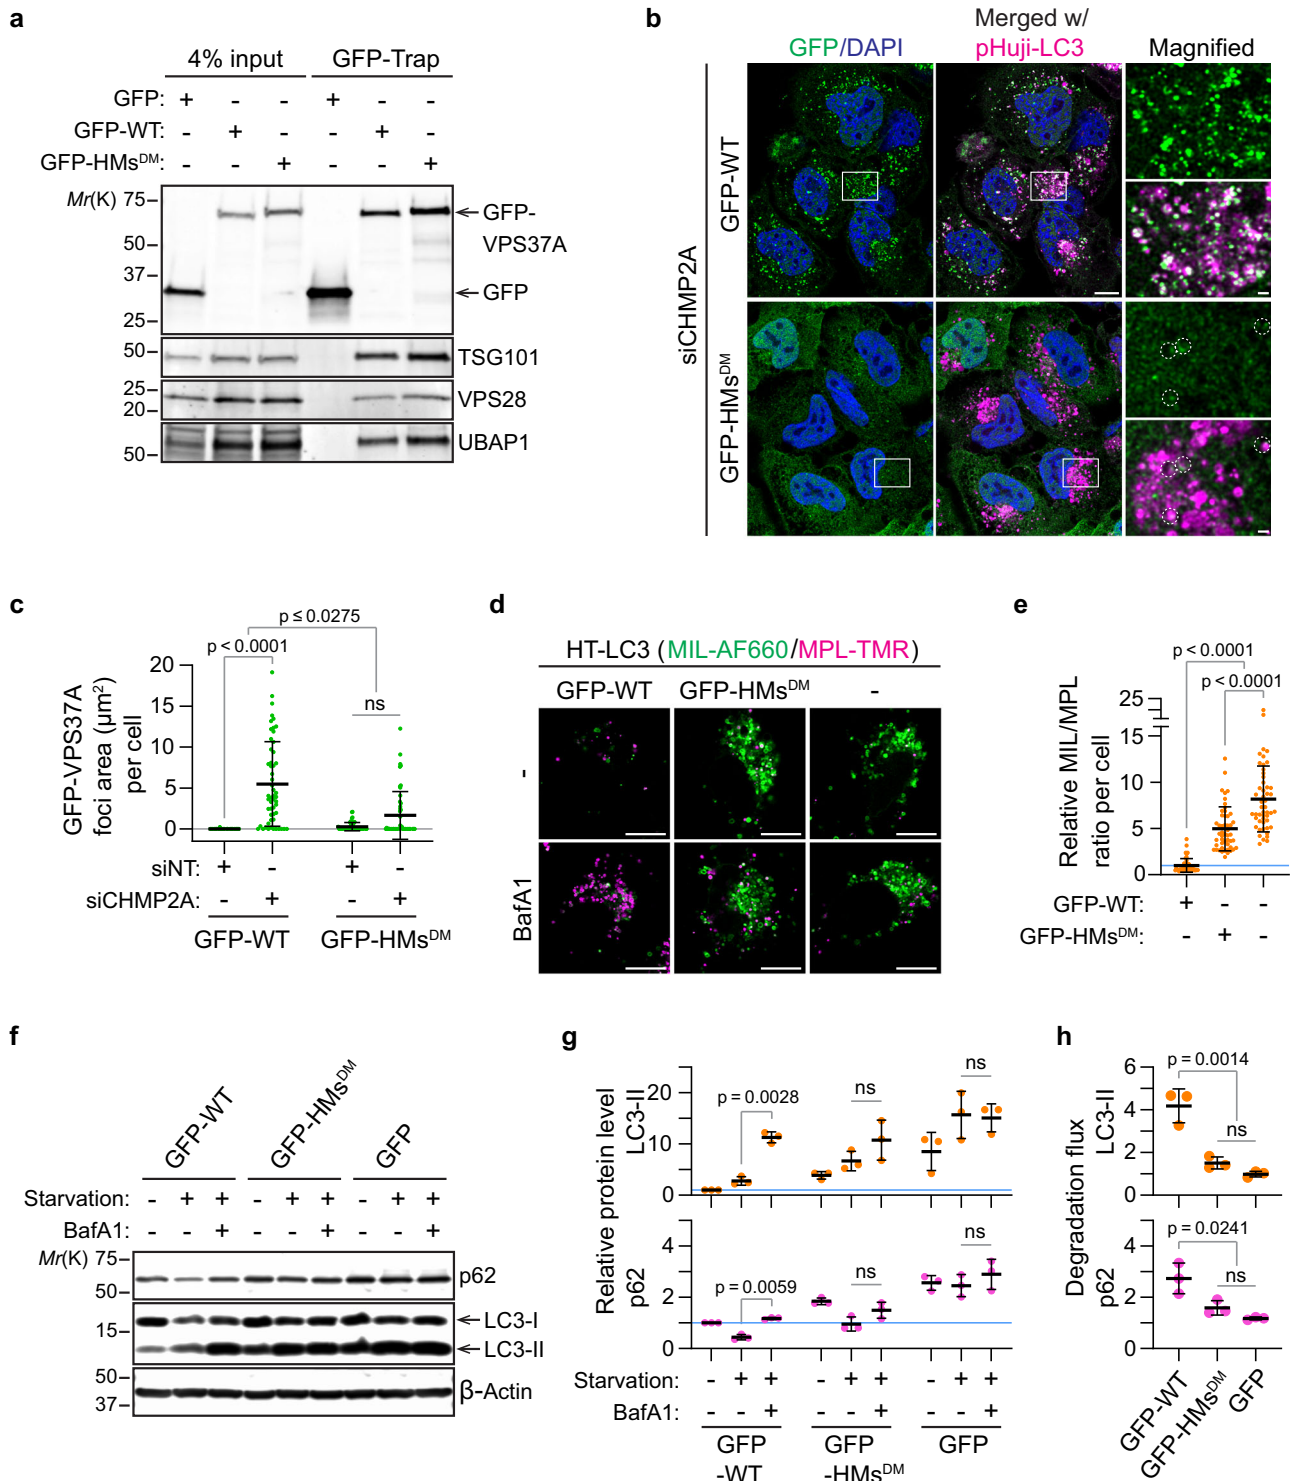 a
4% input GFP-Trap
GFP: + - - + - -
GFP-WT: - + - - + -
GFP-HMsDM: - - + - - +
Mr(K) 75
50
37
25
GFP-
VPS37A
GFP
50
TSG101
25
20
VPS28
50
UBAP1
b
Merged w/
GFP/DAPI pHuji-LC3 Magnified
siCHMP2A
GFP-WT
GFP-HMsDM
c
p ≤ 0.0275
p < 0.0001
ns
GFP-VPS37A
foci area (μm²)
per cell
20
15
10
5
0
siNT: + - + -
siCHMP2A: - + - +
GFP-WT GFP-HMsDM
d
HT-LC3 (MIL-AF660/MPL-TMR)
GFP-WT GFP-HMsDM -
-
BafA1
e
p < 0.0001
p < 0.0001
Relative MIL/MPL
ratio per cell
25
15
10
5
0
GFP-WT: + - -
GFP-HMsDM: - + -
f
GFP-WT GFP-HMsDM GFP
Starvation: - + + - + + - + +
BafA1: - - + - - + - - +
Mr(K) 75
50
p62
15
LC3-I
LC3-II
50
37
β-Actin
g
Relative protein level
LC3-II
20
10
0
p = 0.0028
ns
ns
p62
6
4
2
0
p = 0.0059
ns
ns
Starvation: - + + - + + - + +
BafA1: - - + - - + - - +
GFP GFP GFP
-WT -HMsDM
h
Degradation flux
LC3-II
6
4
2
0
p = 0.0014
ns
p62
6
4
2
0
p = 0.0241
ns
GFP-WT
GFP-HMsDM
GFP